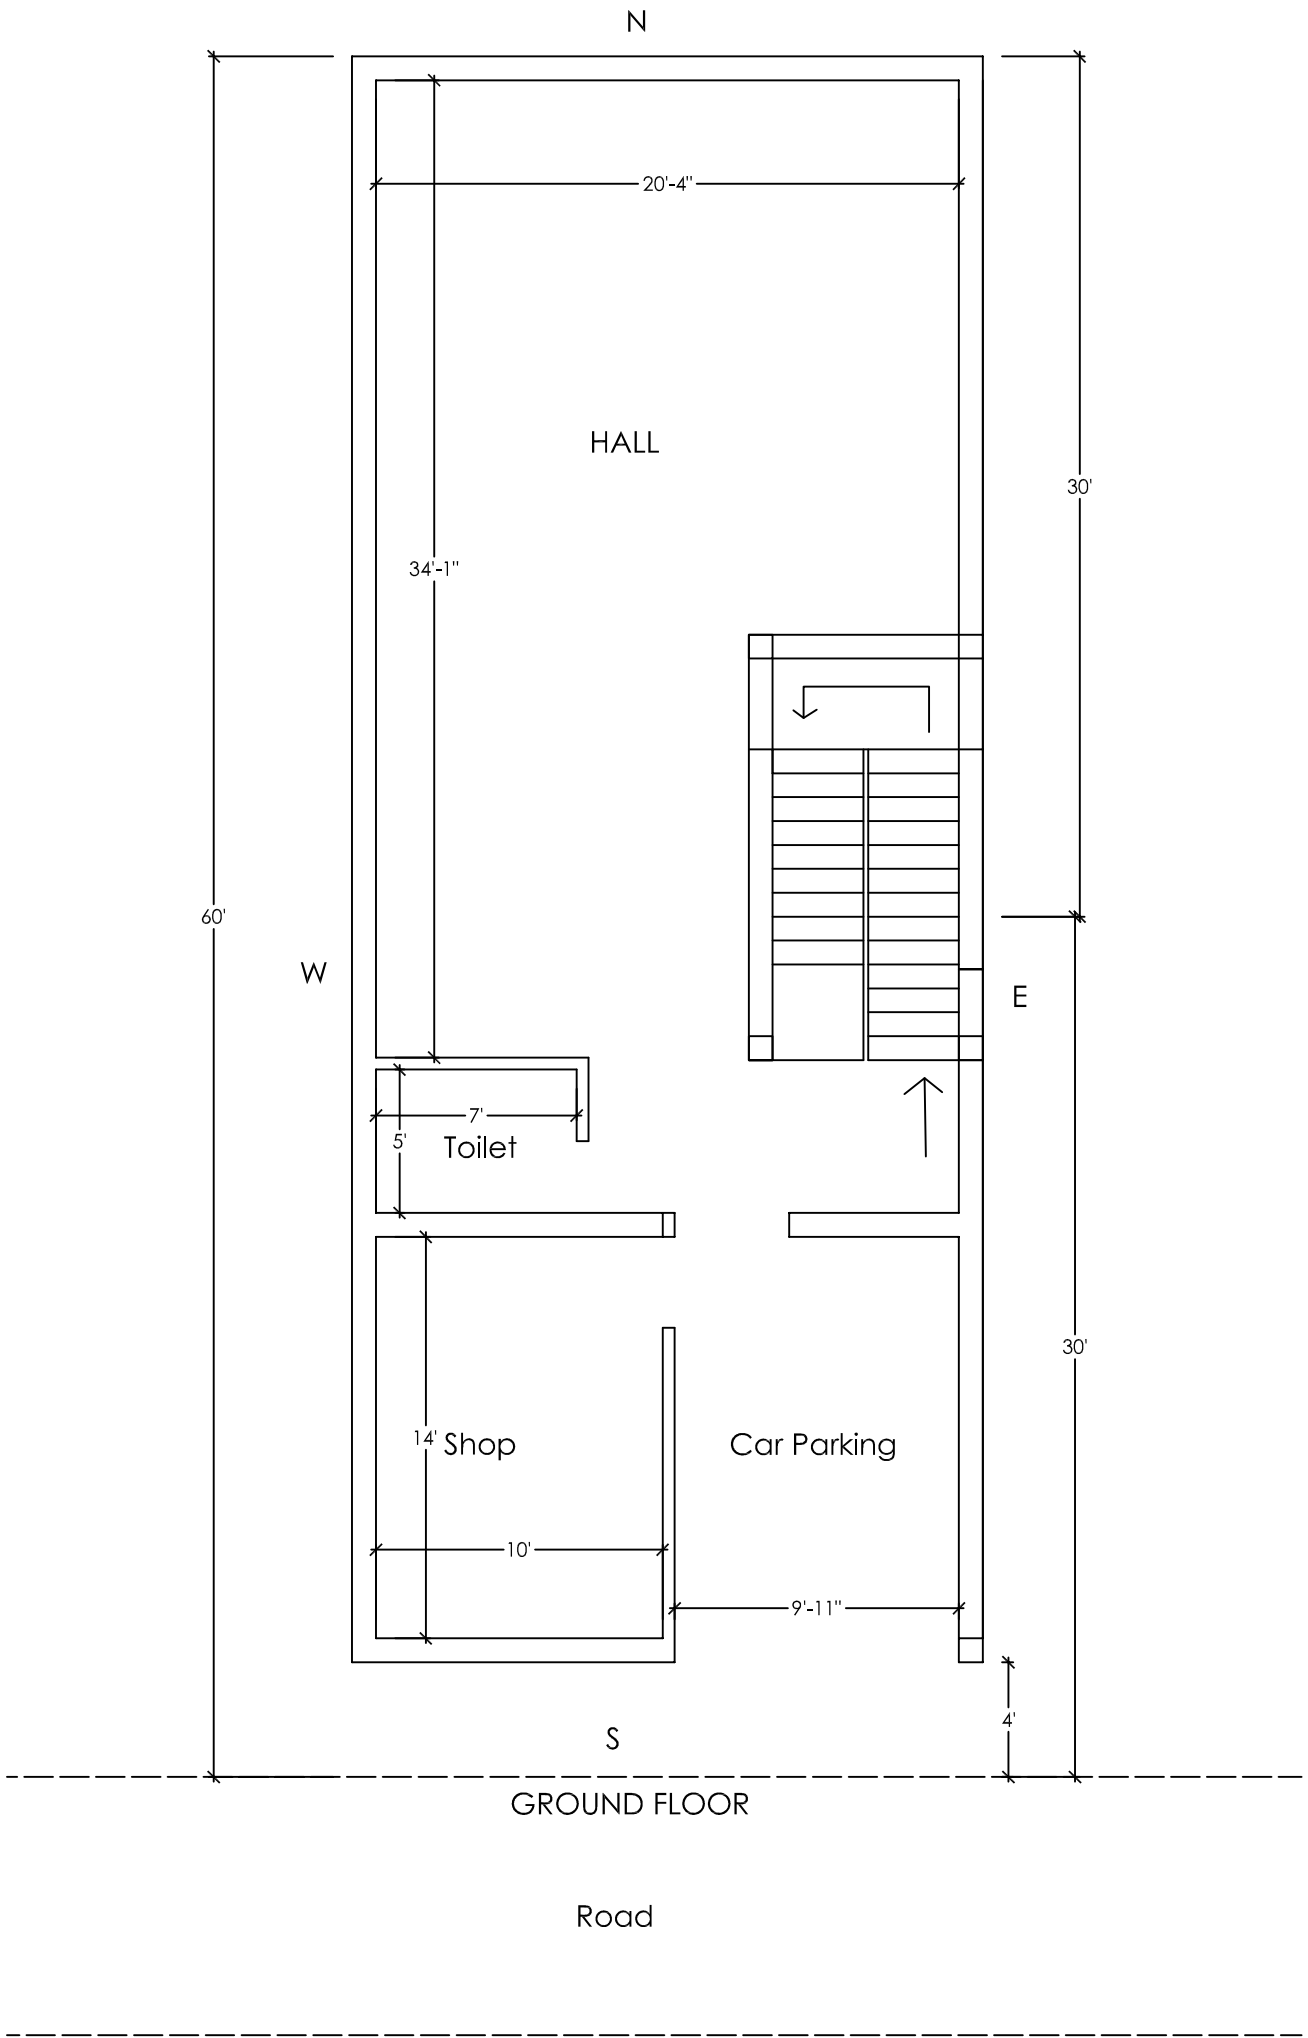 N
20'-4"
HALL
30'
34'-1"
60'
W
E
7'
5'
Toilet
30'
14'
Shop
Car Parking
10'
9'-11"
4'
S
GROUND FLOOR
Road